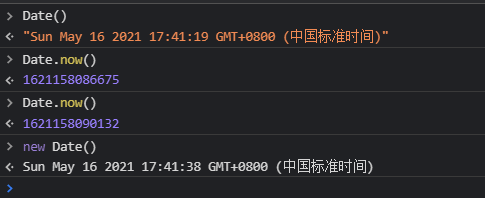 Date()
"Sun May 16 2021 17:41:19 GMT+0800 (中国标准时间)"
Date.now()
1621158086675
Date.now()
1621158090132
new Date()
Sun May 16 2021 17:41:38 GMT+0800 (中国标准时间)